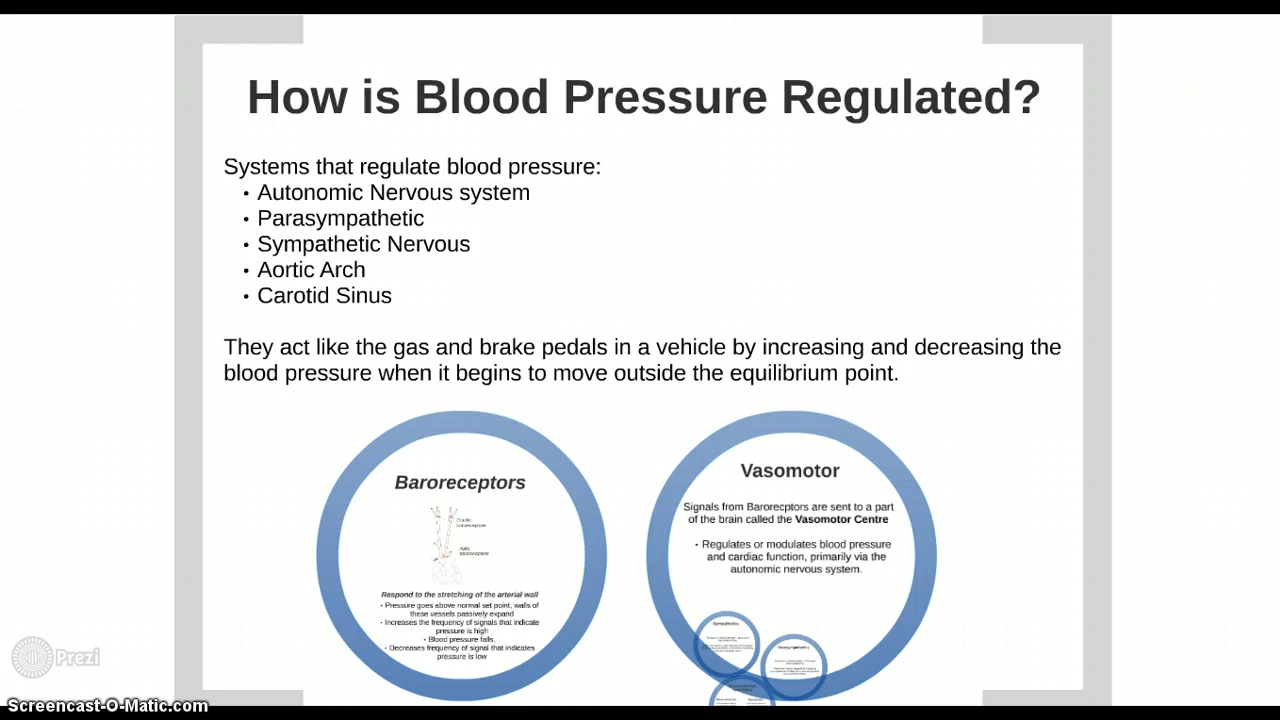 How is Blood Pressure Regulated?
Systems that regulate blood pressure:
• Autonomic Nervous system
• Parasympathetic
• Sympathetic Nervous
• Aortic Arch
• Carotid Sinus
They act like the gas and brake pedals in a vehicle by increasing and decreasing the
blood pressure when it begins to move outside the equilibrium point.
Baroreceptors
Respond to the stretching of the arterial wall
• Pressure goes above normal set point, walls of
these vessels passively expand
• Increases the frequency of signals that indicate
pressure is high
• Blood pressure falls,
• Decreases frequency of signal that indicates
pressure is low
Vasomotor
Signals from Barorecptors are sent to a part
of the brain called the Vasomotor Centre
• Regulates or modulates blood pressure
and cardiac function, primarily via the
autonomic nervous system.
Sympathetics
Prezi
Screencast-O-Matic.com